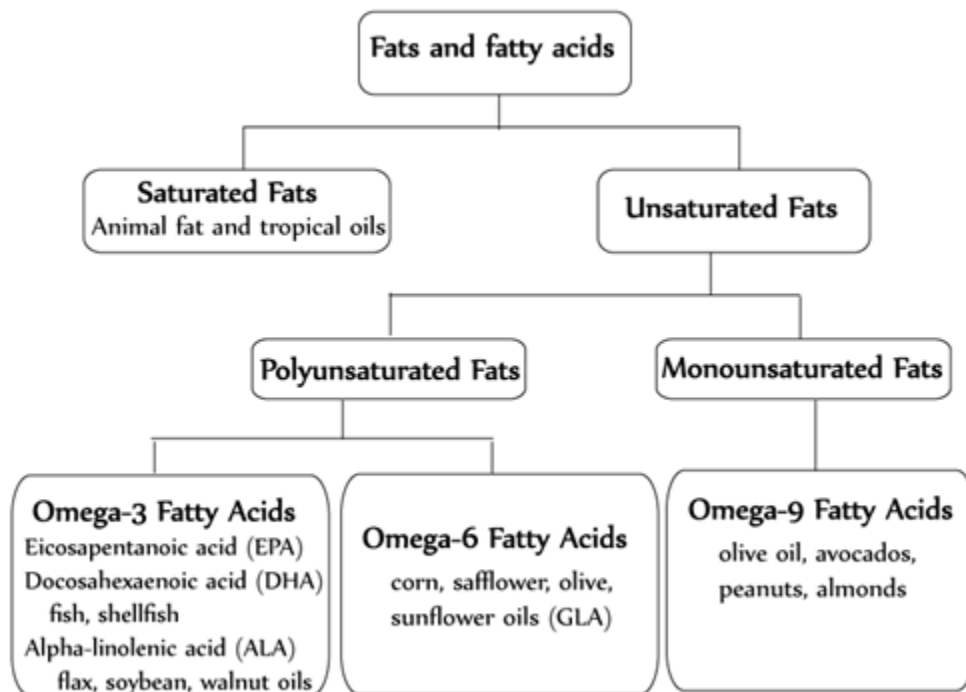 Fats and fatty acids
Saturated Fats
Animal fat and tropical oils
Unsaturated Fats
Polyunsaturated Fats
Monounsaturated Fats
Omega-3 Fatty Acids
Eicosapentanoic acid (EPA)
Docosahexaenoic acid (DHA)
fish, shellfish
Alpha-linolenic acid (ALA)
flax, soybean, walnut oils
Omega-6 Fatty Acids
corn, safflower, olive,
sunflower oils (GLA)
Omega-9 Fatty Acids
olive oil, avocados,
peanuts, almonds